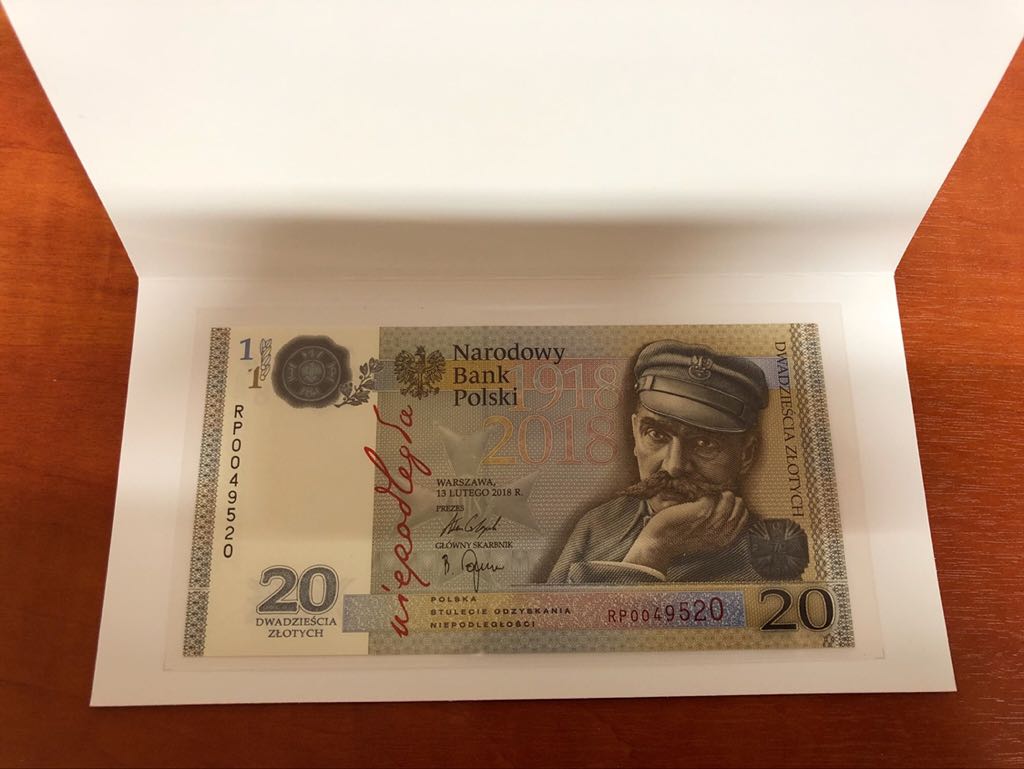 1
1
RP0049520
20
DWADZIEŚCIA
ZŁOTYCH
niepodległa
Narodowy
Bank
Polski
1918
2018
WARSZAWA,
13 LUTEGO 2018 R.
PREZES
GŁÓWNY SKARBNIK
POLSKA
STULECIE ODZYSKANIA
NIEPODLEGŁOŚCI
RP0049520
20
DWADZIEŚCIA ZŁOTYCH